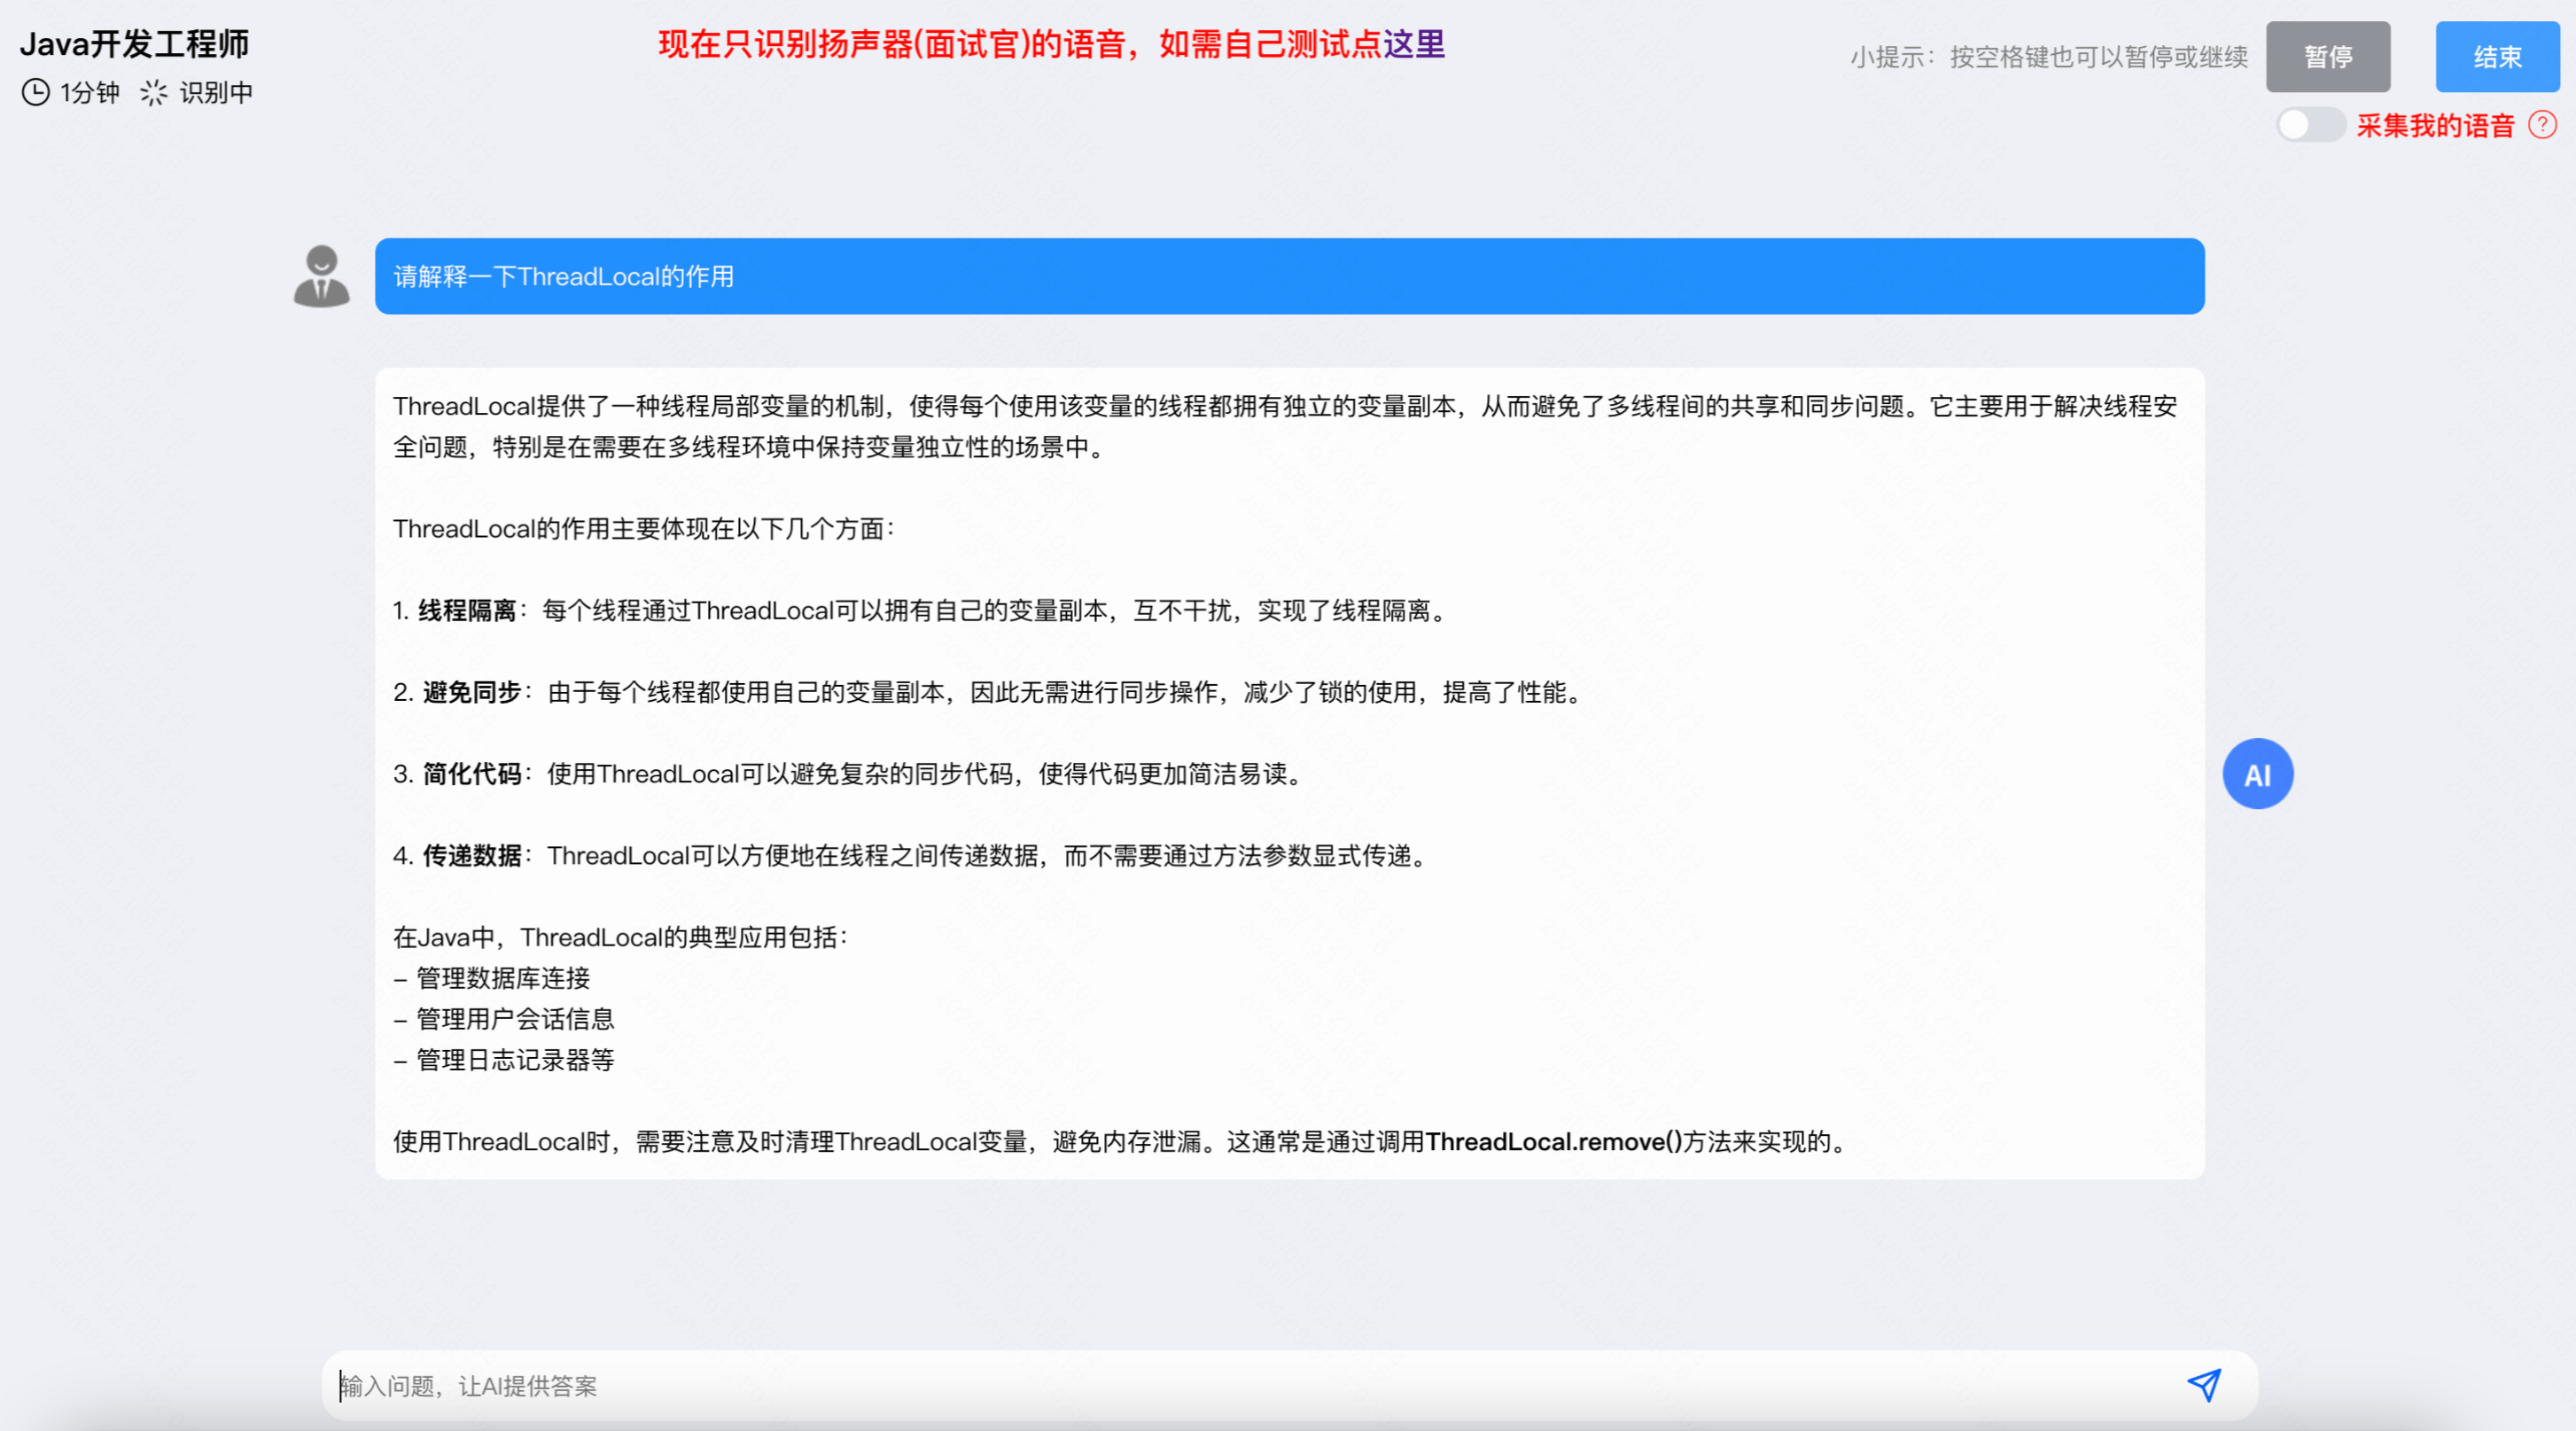 Java开发工程师
现在只识别扬声器(面试官)的语音，如需自己测试点这里
小提示：按空格键也可以暂停或继续
暂停
结束
1分钟 识别中
采集我的语音 ?
请解释一下ThreadLocal的作用
ThreadLocal提供了一种线程局部变量的机制，使得每个使用该变量的线程都拥有独立的变量副本，从而避免了多线程间的共享和同步问题。它主要用于解决线程安
全问题，特别是在需要在多线程环境中保持变量独立性的场景中。
ThreadLocal的作用主要体现在以下几个方面：
1. 线程隔离：每个线程通过ThreadLocal可以拥有自己的变量副本，互不干扰，实现了线程隔离。
2. 避免同步：由于每个线程都使用自己的变量副本，因此无需进行同步操作，减少了锁的使用，提高了性能。
3. 简化代码：使用ThreadLocal可以避免复杂的同步代码，使得代码更加简洁易读。
4. 传递数据：ThreadLocal可以方便地在线程之间传递数据，而不需要通过方法参数显式传递。
在Java中，ThreadLocal的典型应用包括：
– 管理数据库连接
– 管理用户会话信息
– 管理日志记录器等
使用ThreadLocal时，需要注意及时清理ThreadLocal变量，避免内存泄漏。这通常是通过调用ThreadLocal.remove()方法来实现的。
AI
输入问题，让AI提供答案